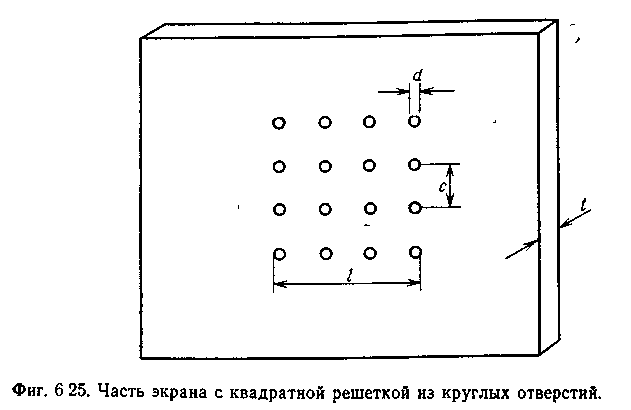 d
c
t
l
Фиг. 6 25. Часть экрана с квадратной решеткой из круглых отверстий.